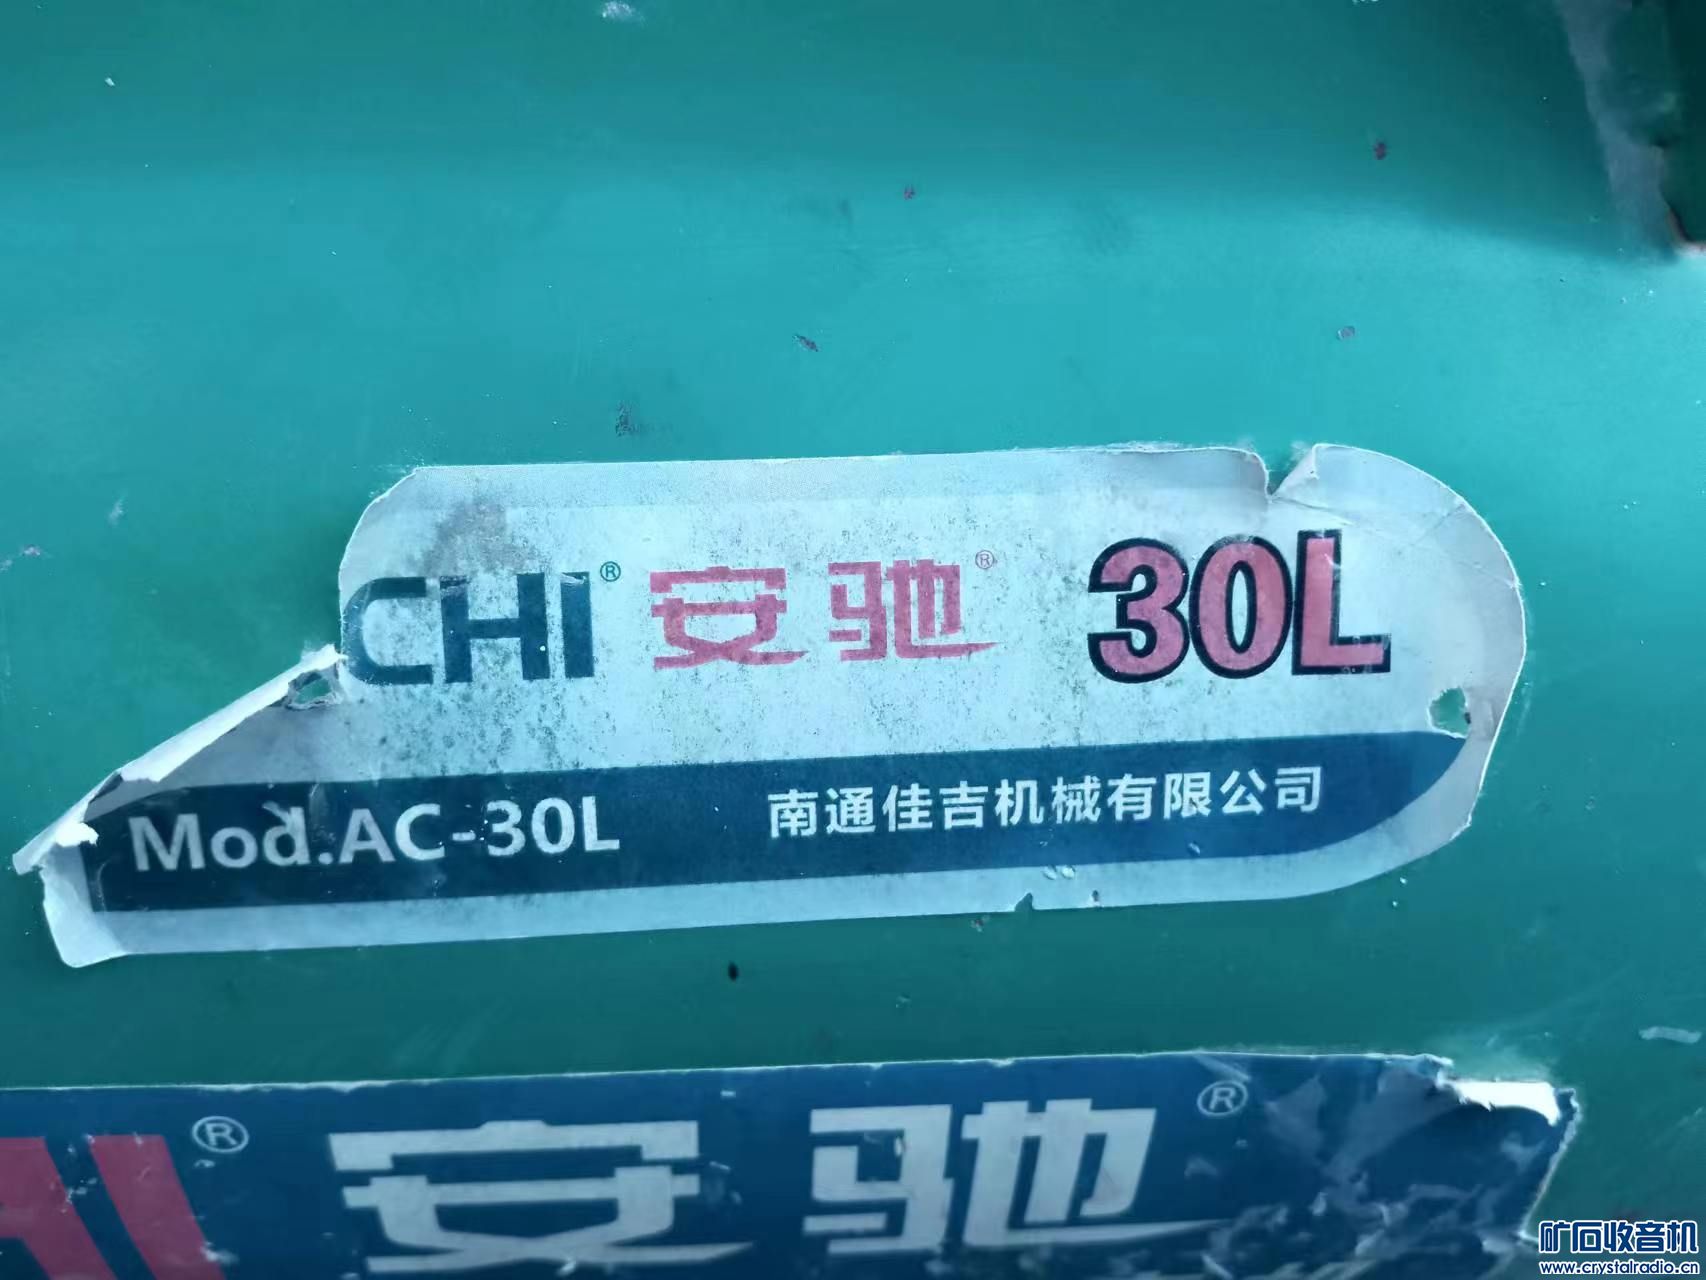 CHI® 安驰® 30L
Mod.AC-30L 南通佳吉机械有限公司
® 安驰®
矿石收音机
www.crystalradio.cn